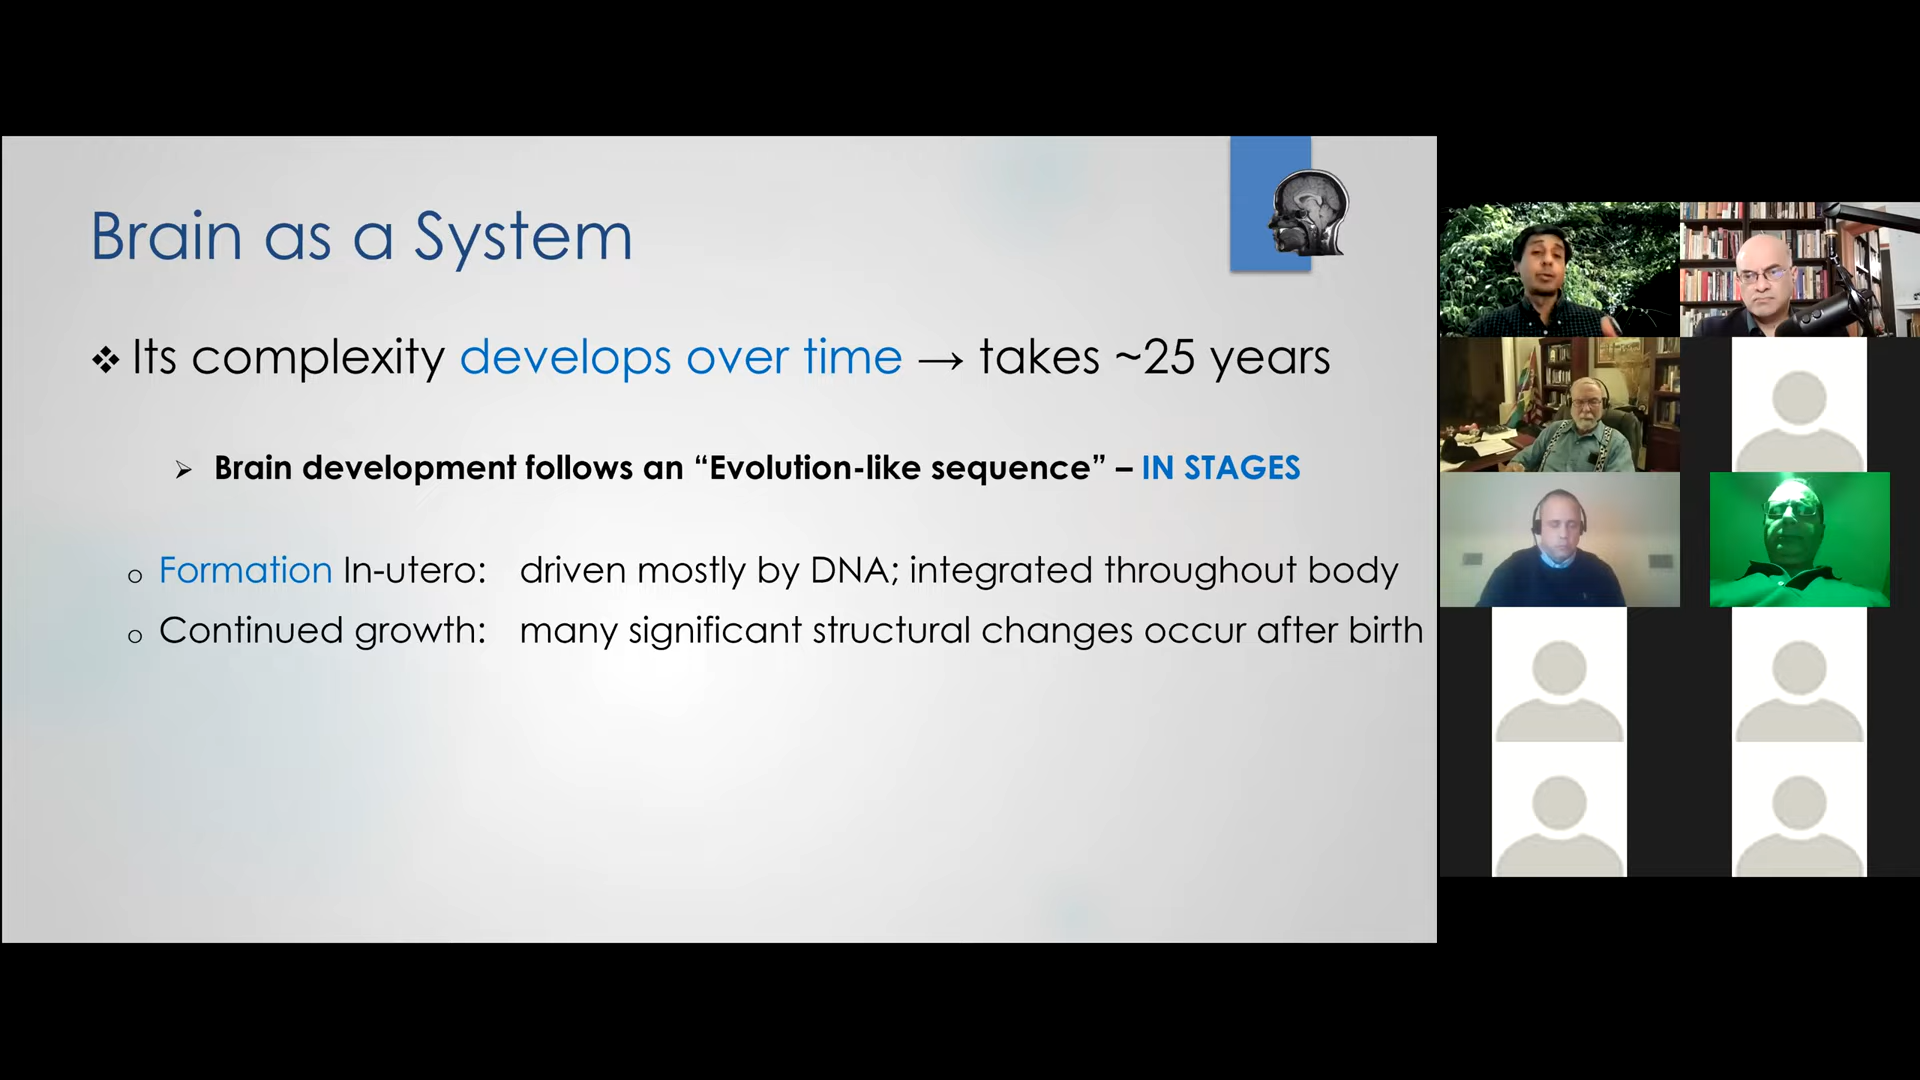 Brain as a System
❖ Its complexity develops over time → takes ~25 years
➢ Brain development follows an “Evolution-like sequence” – IN STAGES
o Formation In-utero: driven mostly by DNA; integrated throughout body
o Continued growth: many significant structural changes occur after birth